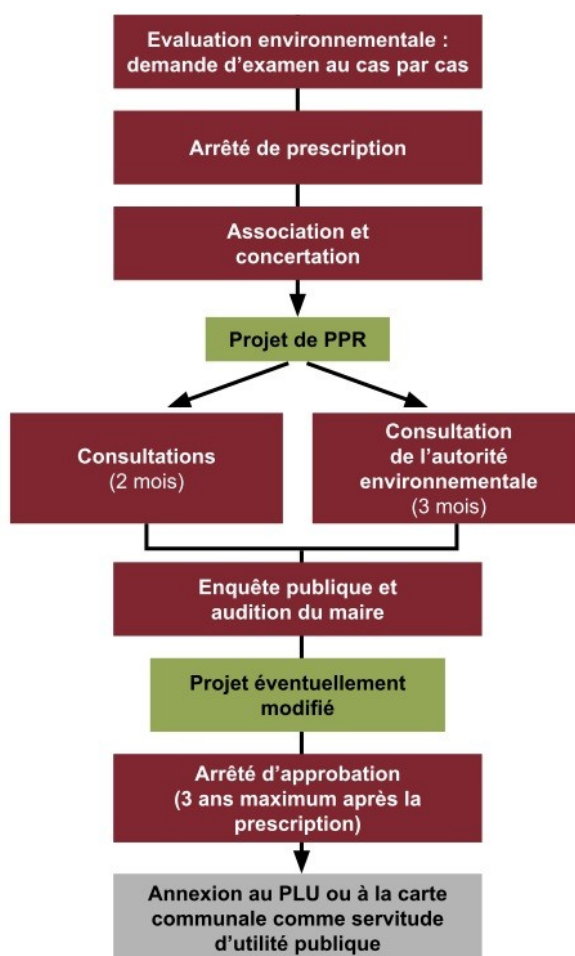 Evaluation environnementale :
demande d’examen au cas par cas
Arrêté de prescription
Association et
concertation
Projet de PPR
Consultations
(2 mois)
Consultation
de l’autorité
environnementale
(3 mois)
Enquête publique et
audition du maire
Projet éventuellement
modifié
Arrêté d’approbation
(3 ans maximum après la
prescription)
Annexion au PLU ou à la carte
communale comme servitude
d’utilité publique